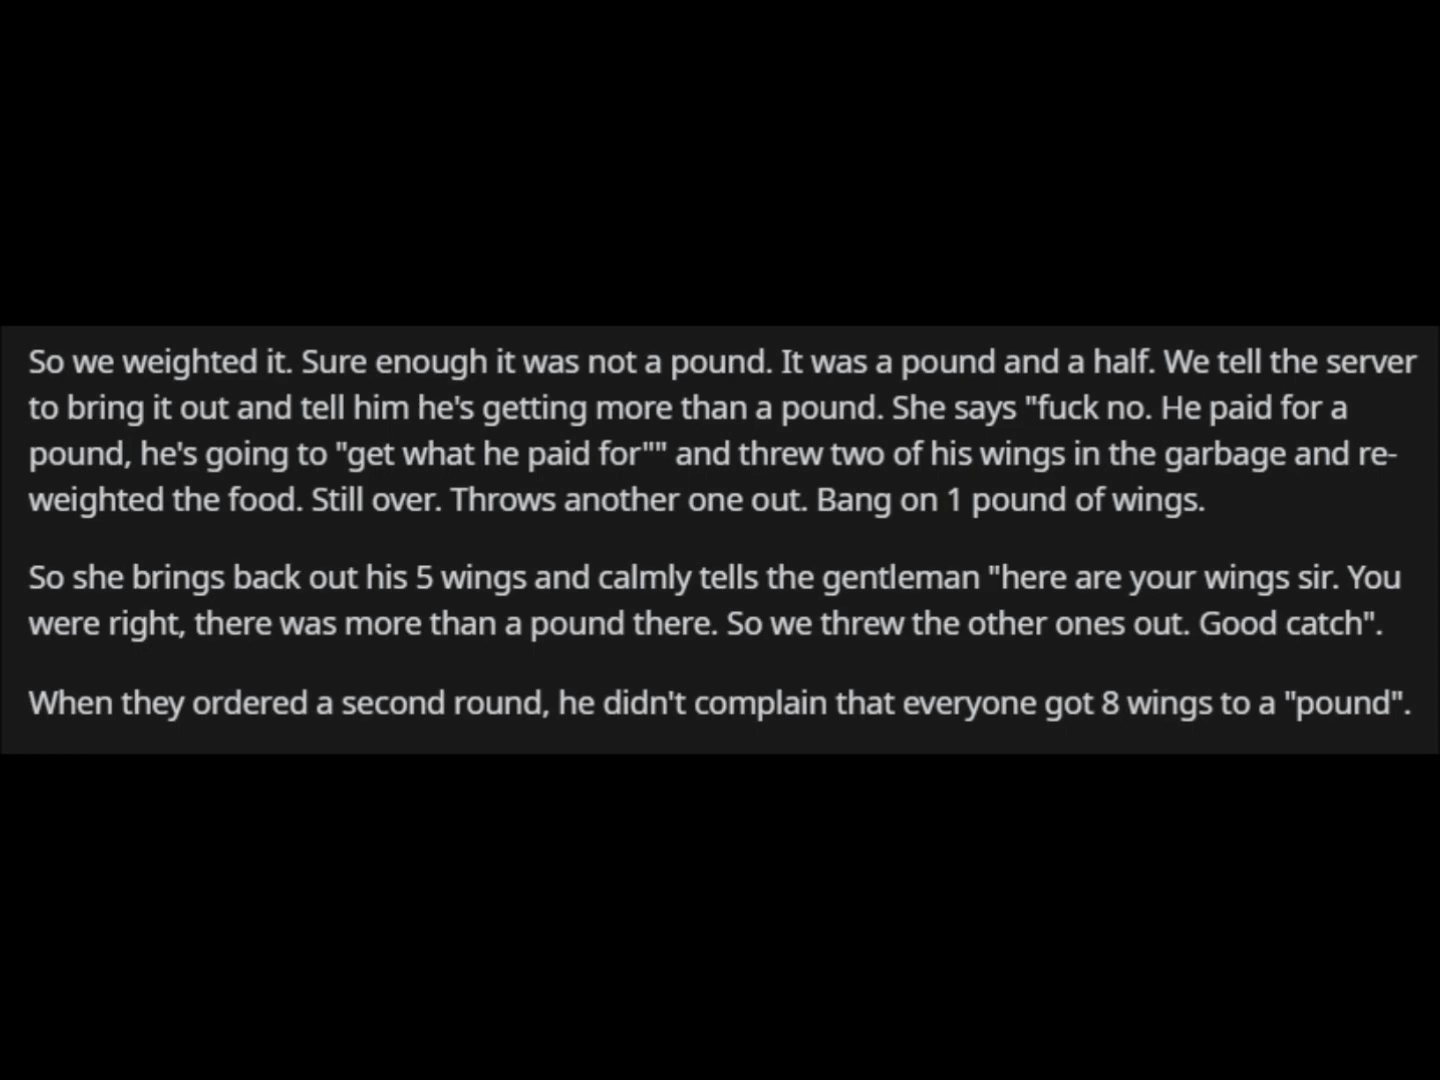 So we weighted it. Sure enough it was not a pound. It was a pound and a half. We tell the server
to bring it out and tell him he's getting more than a pound. She says "fuck no. He paid for a
pound, he's going to "get what he paid for"" and threw two of his wings in the garbage and re-
weighted the food. Still over. Throws another one out. Bang on 1 pound of wings.
So she brings back out his 5 wings and calmly tells the gentleman "here are your wings sir. You
were right, there was more than a pound there. So we threw the other ones out. Good catch".
When they ordered a second round, he didn't complain that everyone got 8 wings to a "pound".